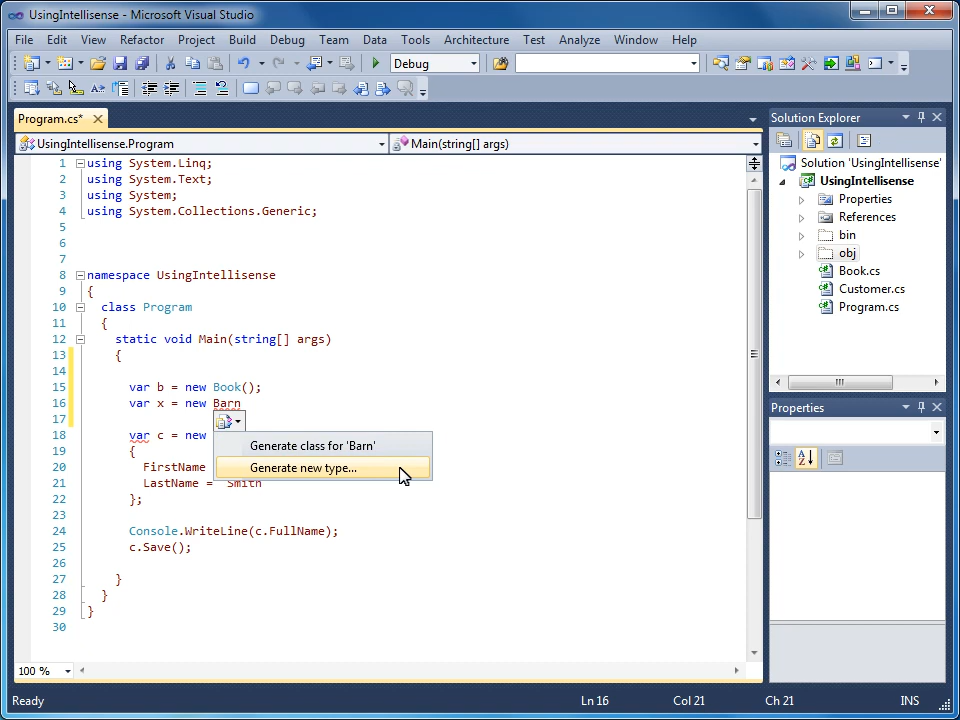 UsingIntellisense - Microsoft Visual Studio
File Edit View Refactor Project Build Debug Team Data Tools Architecture Test Analyze Window Help
Debug
Program.cs*
UsingIntellisense.Program
Main(string[] args)
1 using System.Linq;
2 using System.Text;
3 using System;
4 using System.Collections.Generic;
5
6
7
8 namespace UsingIntellisense
9 {
10 class Program
11 {
12 static void Main(string[] args)
13 {
14
15 var b = new Book();
16 var x = new Barn
17
18 var c = new
19 {
20 FirstName
21 LastName = "Smith"
22 };
23
24 Console.WriteLine(c.FullName);
25 c.Save();
26
27 }
28 }
29 }
30
Generate class for 'Barn'
Generate new type...
100 %
Solution Explorer
Solution 'UsingIntellisense'
UsingIntellisense
Properties
References
bin
obj
Book.cs
Customer.cs
Program.cs
Properties
Ready Ln 16 Col 21 Ch 21 INS